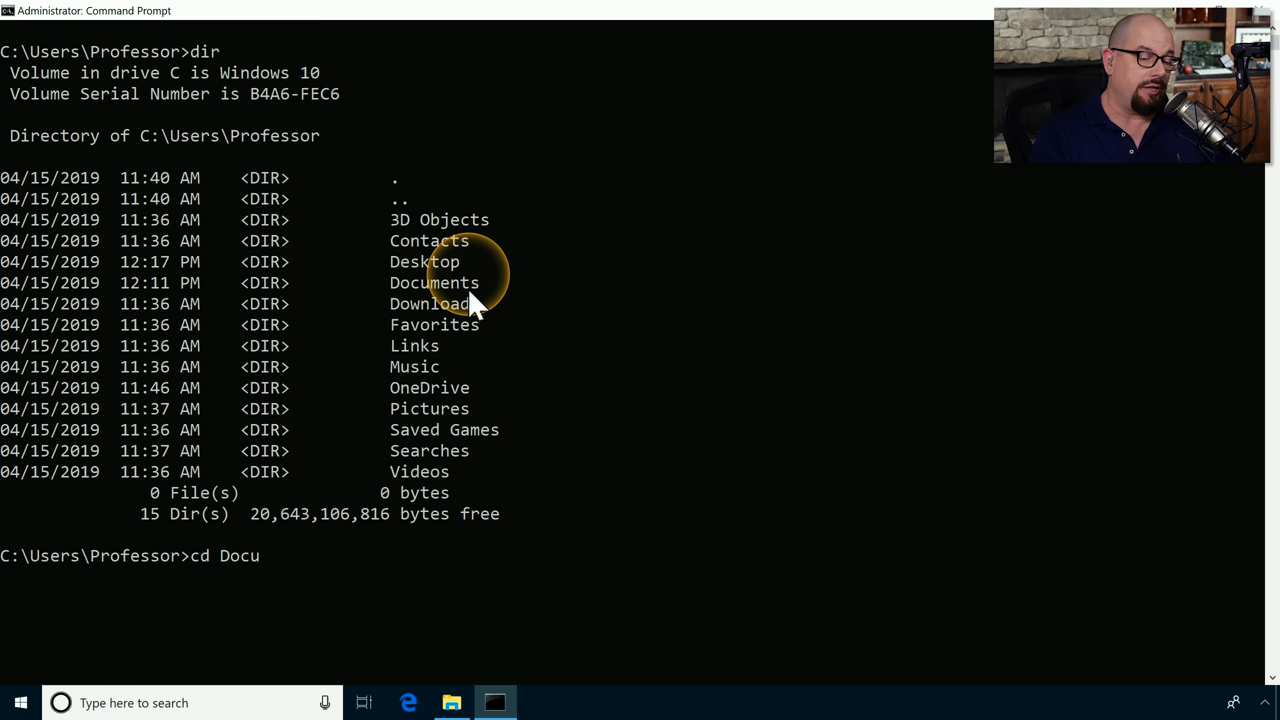 Administrator: Command Prompt
C:\Users\Professor>dir
Volume in drive C is Windows 10
Volume Serial Number is B4A6-FEC6
Directory of C:\Users\Professor
04/15/2019 11:40 AM <DIR> .
04/15/2019 11:40 AM <DIR> ..
04/15/2019 11:36 AM <DIR> 3D Objects
04/15/2019 11:36 AM <DIR> Contacts
04/15/2019 12:17 PM <DIR> Desktop
04/15/2019 12:11 PM <DIR> Documents
04/15/2019 11:36 AM <DIR> Download
04/15/2019 11:36 AM <DIR> Favorites
04/15/2019 11:36 AM <DIR> Links
04/15/2019 11:36 AM <DIR> Music
04/15/2019 11:46 AM <DIR> OneDrive
04/15/2019 11:37 AM <DIR> Pictures
04/15/2019 11:36 AM <DIR> Saved Games
04/15/2019 11:37 AM <DIR> Searches
04/15/2019 11:36 AM <DIR> Videos
0 File(s) 0 bytes
15 Dir(s) 20,643,106,816 bytes free
C:\Users\Professor>cd Docu
Type here to search